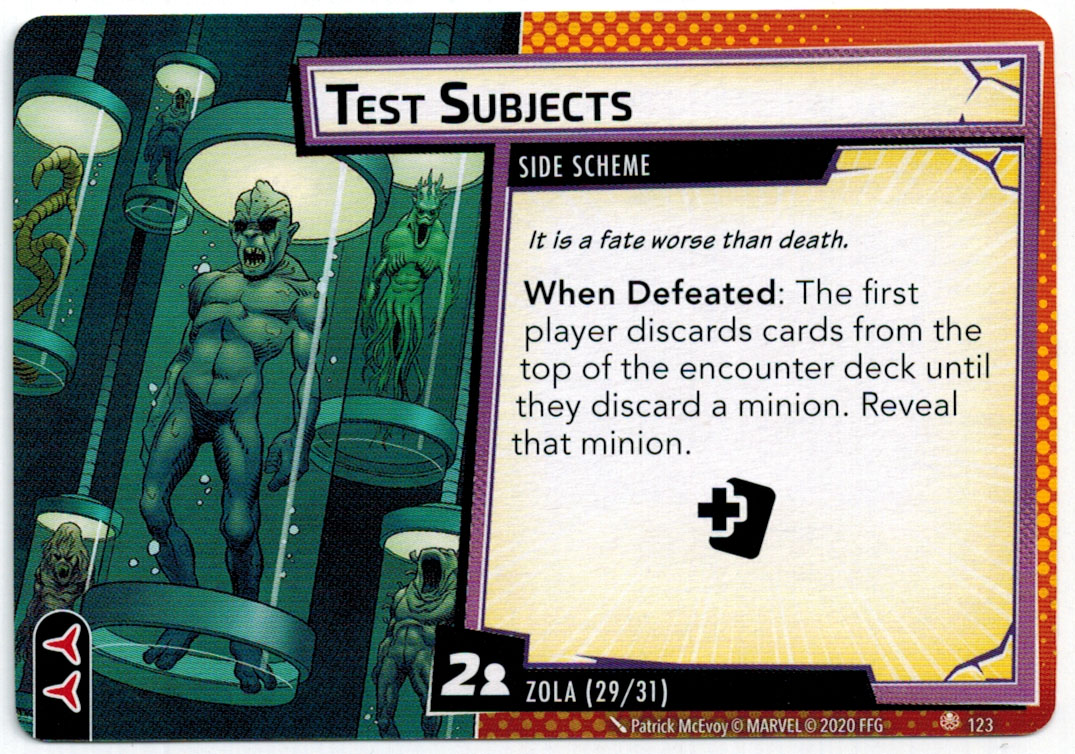 TEST SUBJECTS
SIDE SCHEME
It is a fate worse than death.
When Defeated: The first
player discards cards from the
top of the encounter deck until
they discard a minion. Reveal
that minion.
2
ZOLA (29/31)
Patrick McEvoy © MARVEL © 2020 FFG 123